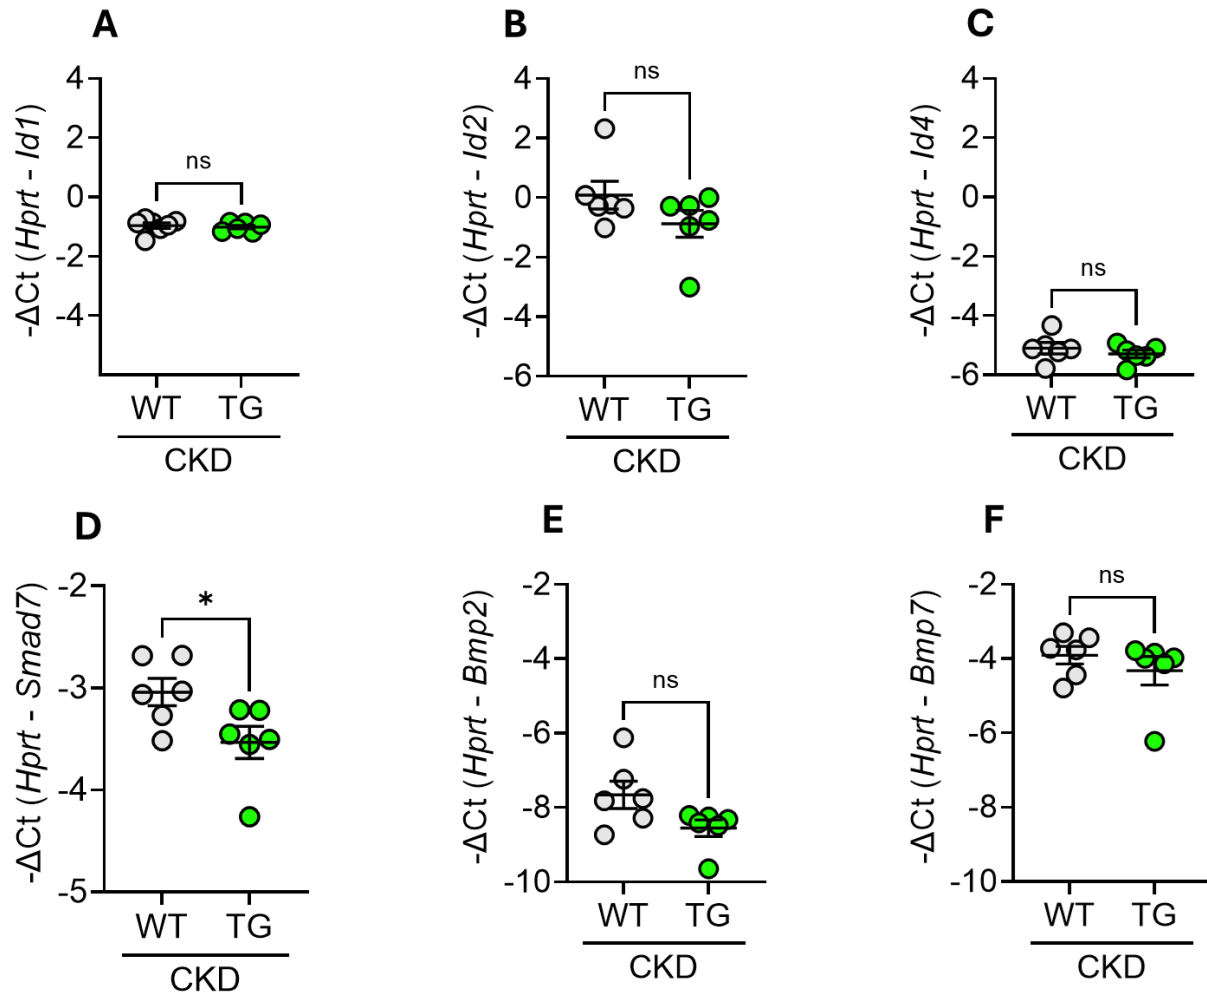 A
-ΔCt (Hprt - Id1)
4
2
0
-2
-4
ns
WT TG
CKD
B
-ΔCt (Hprt - Id2)
4
2
0
-2
-4
-6
ns
WT TG
CKD
C
-ΔCt (Hprt - Id4)
4
2
0
-2
-4
-6
ns
WT TG
CKD
D
-ΔCt (Hprt - Smad7)
-2
-3
-4
-5
*
WT TG
CKD
E
-ΔCt (Hprt - Bmp2)
-2
-4
-6
-8
-10
ns
WT TG
CKD
F
-ΔCt (Hprt - Bmp7)
-2
-4
-6
-8
-10
ns
WT TG
CKD